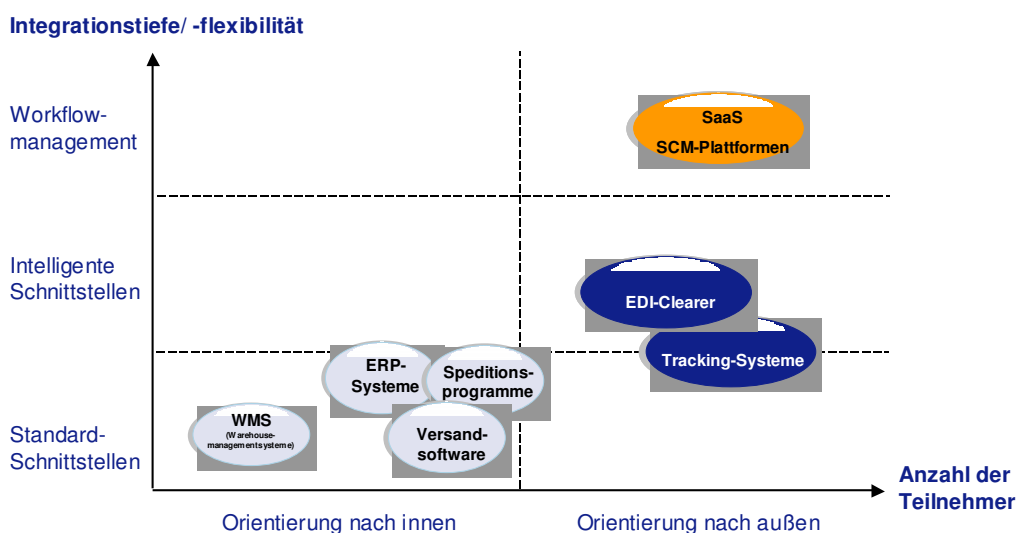 Integrationstiefe/ -flexibilität
Workflow-
management
SaaS
SCM-Plattformen
Intelligente
Schnittstellen
EDI-Clearer
Tracking-Systeme
ERP-
Systeme
Speditions-
programme
WMS
(Warehouse-
managementsysteme)
Versand-
software
Standard-
Schnittstellen
Anzahl der
Teilnehmer
Orientierung nach innen
Orientierung nach außen